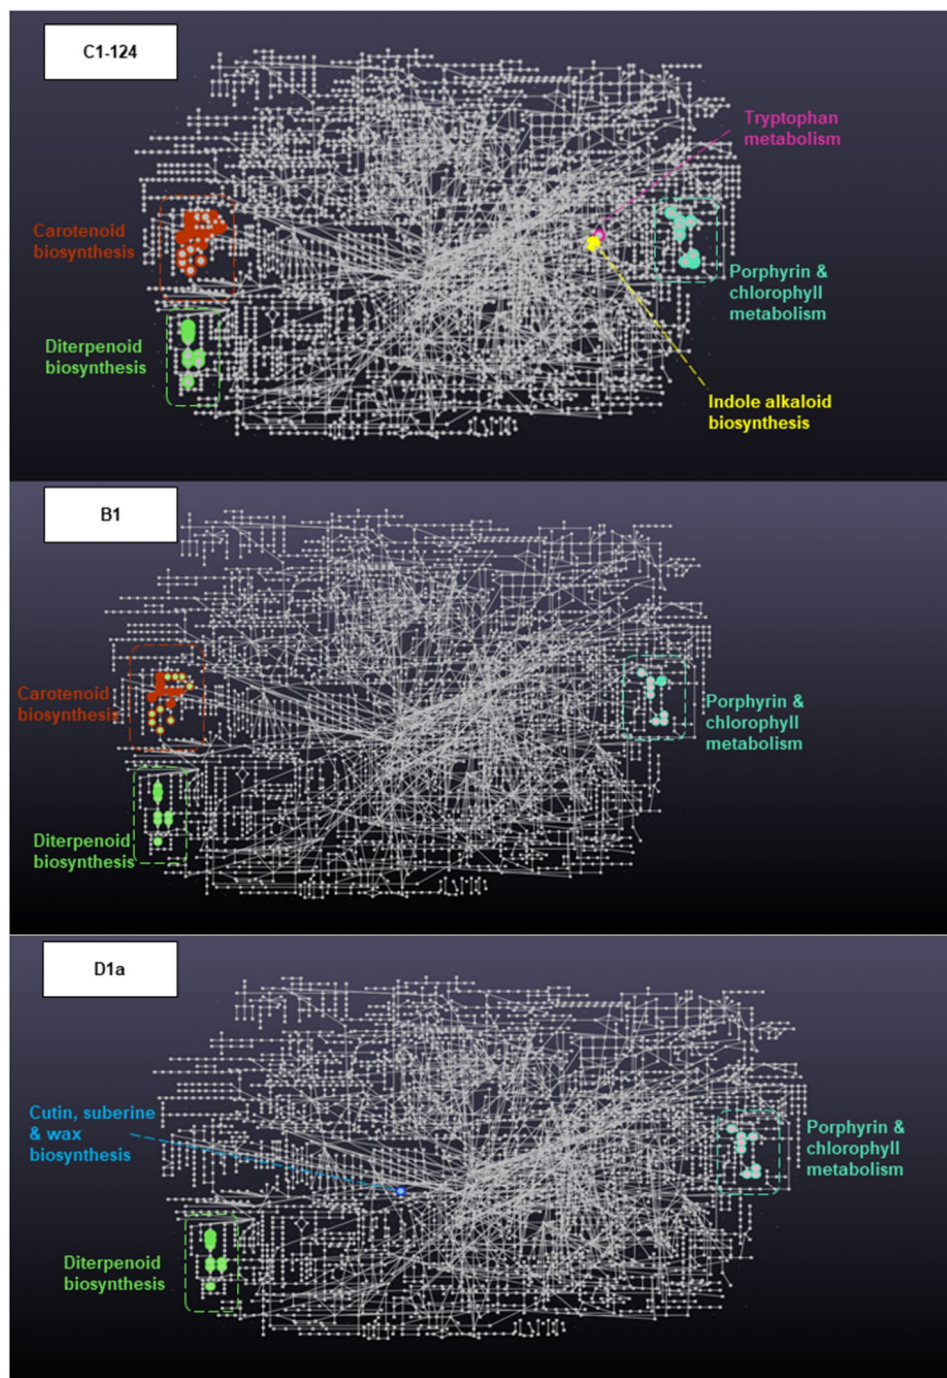 C1-124
Tryptophan
metabolism
Carotenoid
biosynthesis
Porphyrin &
chlorophyll
metabolism
Diterpenoid
biosynthesis
Indole alkaloid
biosynthesis
B1
Carotenoid
biosynthesis
Porphyrin &
chlorophyll
metabolism
Diterpenoid
biosynthesis
D1a
Cutin, suberine
& wax
biosynthesis
Porphyrin &
chlorophyll
metabolism
Diterpenoid
biosynthesis